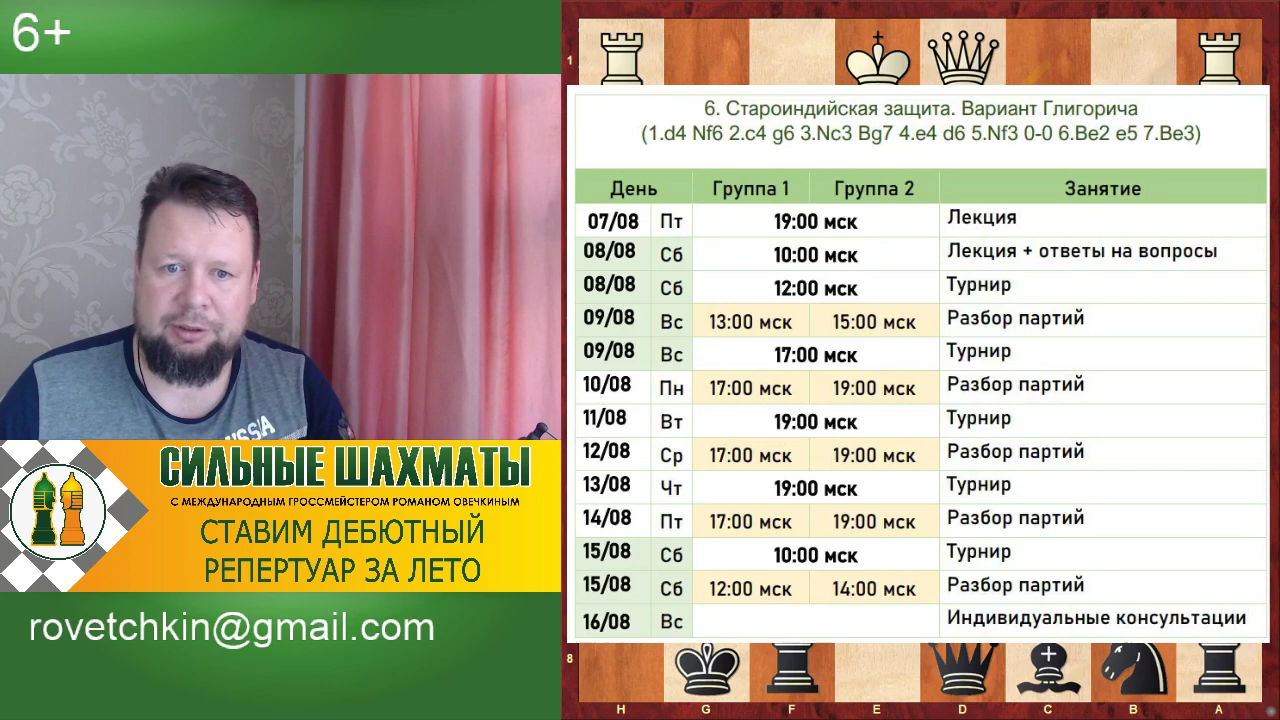 6+
USSIA
СИЛЬНЫЕ ШАХМАТЫ
С МЕЖДУНАРОДНЫМ ГРОССМЕЙСТЕРОМ РОМАНОМ ОВЕЧКИНЫМ
СТАВИМ ДЕБЮТНЫЙ
РЕПЕРТУАР ЗА ЛЕТО
rovetchkin@gmail.com
1
6. Староиндийская защита. Вариант Глигорича
(1.d4 Nf6 2.c4 g6 3.Nc3 Bg7 4.e4 d6 5.Nf3 0-0 6.Be2 e5 7.Be3)
День Группа 1 Группа 2 Занятие
07/08 Пт 19:00 мск Лекция
08/08 Сб 10:00 мск Лекция + ответы на вопросы
08/08 Сб 12:00 мск Турнир
09/08 Вс 13:00 мск 15:00 мск Разбор партий
09/08 Вс 17:00 мск Турнир
10/08 Пн 17:00 мск 19:00 мск Разбор партий
11/08 Вт 19:00 мск Турнир
12/08 Ср 17:00 мск 19:00 мск Разбор партий
13/08 Чт 19:00 мск Турнир
14/08 Пт 17:00 мск 19:00 мск Разбор партий
15/08 Сб 10:00 мск Турнир
15/08 Сб 12:00 мск 14:00 мск Разбор партий
16/08 Вс Индивидуальные консультации
8
H G F E D C B A